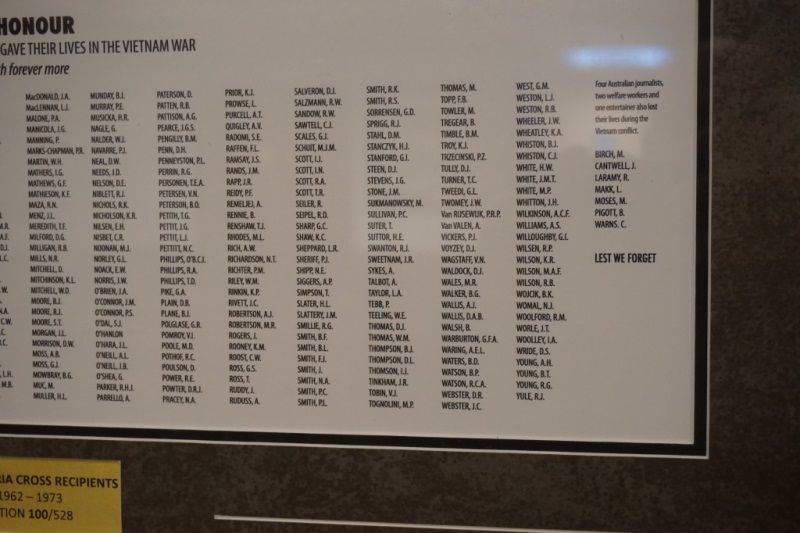 HONOUR
GAVE THEIR LIVES IN THE VIETNAM WAR
forever more
MacDONALD, J.A.
MacLENNAN, L.J.
MALONE, P.A.
MANICOLA, J.G.
MANNING, P.
MARKS-CHAPMAN, P.R.
MARTIN, W.H.
MATHERS, I.G.
MATHEWS, G.F.
MATHIESON, K.F.
MAZA, R.N.
MENZ, L.J.
MEREDITH, T.F.
MILFORD, D.G.
MILLIGAN, R.B.
MILLS, N.R.
MITCHELL, D.
MITCHINSON, K.L.
MITCHELL, W.D.
MOORE, B.J.
MOORE, R.J.
MOORE, S.T.
MORGAN, J.L.
MORRISON, D.W.
MOSS, A.B.
MOSS, G.J.
MOWBRAY, B.G.
MUC, M.
MULLER, H.L.
MUNDAY, B.J.
MURRAY, P.E.
MUSICKA, H.R.
NAGLE, G.
NALDER, W.J.
NAVARRE, P.J.
NEAL, D.W.
NEEDS, J.D.
NELSON, D.E.
NIBLETT, R.J.
NICHOLS, R.K.
NICHOLSON, K.R.
NILSEN, E.H.
NISBET, C.R.
NOONAN, M.J.
NORLEY, G.L.
NOACK, E.W.
NORRIS, J.W.
O'BRIEN, J.A.
O'CONNOR, J.M.
O'CONNOR, P.S.
O'DAL, S.J.
O'HANLON
O'HARA, J.L.
O'NEILL, A.L.
O'NEILL, J.B.
O'SHEA, G.
PARKER, R.H.J.
PARRELLO, A.
PATERSON, D.
PATTEN, R.B.
PATTISON, A.G.
PEARCE, J.G.S.
PENGILLY, B.M.
PENN, D.H.
PENNEYSTON, P.L.
PERRIN, R.G.
PERSONEN, T.E.A.
PETERSEN, V.N.
PETERSON, B.D.
PETITH, T.G.
PETTIT, J.G.
PETTIT, L.J.
PETTITT, N.C.
PHILLIPS, O'B.C.J.
PHILLIPS, R.A.
PHILLIPS, T.D.
PIKE, G.A.
PLAIN, D.B.
PLANE, B.J.
POLGLASE, G.R.
POMROY, V.J.
POOLE, M.D.
POTHOF, R.C.
POULSON, D.
POWER, R.E.
POWTER, D.R.J.
PRACEY, N.A.
PRIOR, K.J.
PROWSE, L.
PURCELL, A.T.
QUIGLEY, A.V.
RADOMI, S.E.
RAFFEN, F.L.
RAMSAY, J.S.
RANDS, J.M.
RAPP, J.R.
REIDY, P.F.
REMELJEJ, A.
RENNIE, B.
RENSHAW, T.J.
RHODES, M.L.
RICH, A.W.
RICHARDSON, N.T.
RICHTER, P.M.
RILEY, W.M.
RINKIN, K.P.
RIVETT, J.C.
ROBERTSON, A.J.
ROBERTSON, M.R.
ROGERS, J.
ROONEY, K.M.
ROOST, C.W.
ROSS, G.S.
ROSS, T.
RUDDY, J.
RUDUSS, A.
SALVERON, D.J.
SALZMANN, R.W.
SANDOW, R.W.
SAWTELL, C.J.
SCALES, G.J.
SCHUIT, M.J.M.
SCOTT, I.J.
SCOTT, J.N.
SCOTT, R.A.
SCOTT, T.R.
SEILER, R.
SEIPEL, R.D.
SHARP, G.C.
SHAW, K.C.
SHEPPARD, L.R.
SHERIFF, P.J.
SHIPP, N.E.
SIGGERS, A.P.
SIMPSON, T.
SLATER, H.L.
SLATTERY, J.M.
SMILLIE, R.G.
SMITH, B.F.
SMITH, B.L.
SMITH, F.J.
SMITH, J.
SMITH, N.A.
SMITH, P.C.
SMITH, P.L.
SMITH, R.K.
SMITH, R.S.
SORRENSEN, G.D.
SPRIGG, R.J.
STAHL, D.M.
STANCZYK, H.J.
STANFORD, G.J.
STEEN, D.J.
STEVENS, J.G.
STONE, J.M.
SUKMANOWSKY, M.
SULLIVAN, P.C.
SUTER, T.
SUTTOR, H.E.
SWANTON, R.J.
SWEETNAM, J.R.
SYKES, A.
TALBOT, A.
TAYLOR, L.A.
TEBB, P.
TEELING, W.E.
THOMAS, D.J.
THOMAS, W.M.
THOMPSON, B.J.
THOMPSON, D.L.
THOMSON, I.J.
TINKHAM, J.R.
TOBIN, V.J.
TOGNOLINI, M.P.
THOMAS, M.
TOPP, F.B.
TOWLER, M.
TREGEAR, B.
TIMBLE, B.M.
TROY, K.J.
TRZECINSKI, P.Z.
TULLY, D.J.
TURNER, T.C.
TWEEDI, G.L.
TWOMEY, J.W.
Van RUSEWIJK, P.R.P.
Van VALEN, A.
VICKERS, P.J.
VOYZEY, D.J.
WAGSTAFF, V.N.
WALDOCK, D.J.
WALES, M.R.
WALKER, B.G.
WALLIS, A.J.
WALLIS, D.A.B.
WALSH, B.
WARBURTON, G.F.A.
WARING, A.E.L.
WATERS, B.D.
WATSON, B.P.
WATSON, R.C.A.
WEBSTER, D.R.
WEBSTER, J.C.
WEST, G.M.
WESTON, L.J.
WESTON, R.B.
WHEELER, J.W.
WHEATLEY, K.A.
WHISTON, B.J.
WHISTON, C.J.
WHITE, H.W.
WHITE, J.M.T.
WHITE, M.P.
WHITTON, J.H.
WILKINSON, A.C.F.
WILLIAMS, A.S.
WILLOUGHBY, G.I.
WILSEN, R.P.
WILSON, K.R.
WILSON, M.A.F.
WILSON, R.B.
WOJCIK, B.K.
WOMAL, N.J.
WOOLFORD, R.M.
WORLE, J.T.
WOOLLEY, I.A.
WRIDE, D.S.
YOUNG, A.H.
YOUNG, B.T.
YOUNG, R.G.
YULE, R.J.
Four Australian journalists,
two welfare workers and
one entertainer also lost
their lives during the
Vietnam conflict.
BIRCH, M.
CANTWELL, J.
LARAMY, R.
MAKK, L.
MOSES, M.
PIGOTT, B.
WARNS, C.
LEST WE FORGET
CROSS RECIPIENTS
1962 – 1973
100/528